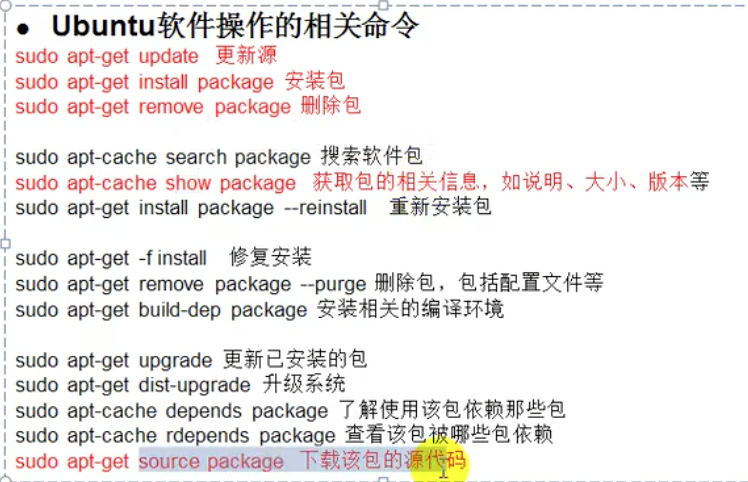 ● Ubuntu软件操作的相关命令
sudo apt-get update 更新源
sudo apt-get install package 安装包
sudo apt-get remove package 删除包
sudo apt-cache search package 搜索软件包
sudo apt-cache show package 获取包的相关信息，如说明、大小、版本等
sudo apt-get install package --reinstall 重新安装包
sudo apt-get -f install 修复安装
sudo apt-get remove package --purge 删除包，包括配置文件等
sudo apt-get build-dep package 安装相关的编译环境
sudo apt-get upgrade 更新已安装的包
sudo apt-get dist-upgrade 升级系统
sudo apt-cache depends package 了解使用该包依赖那些包
sudo apt-cache rdepends package 查看该包被哪些包依赖
sudo apt-get source package 下载该包的源代码